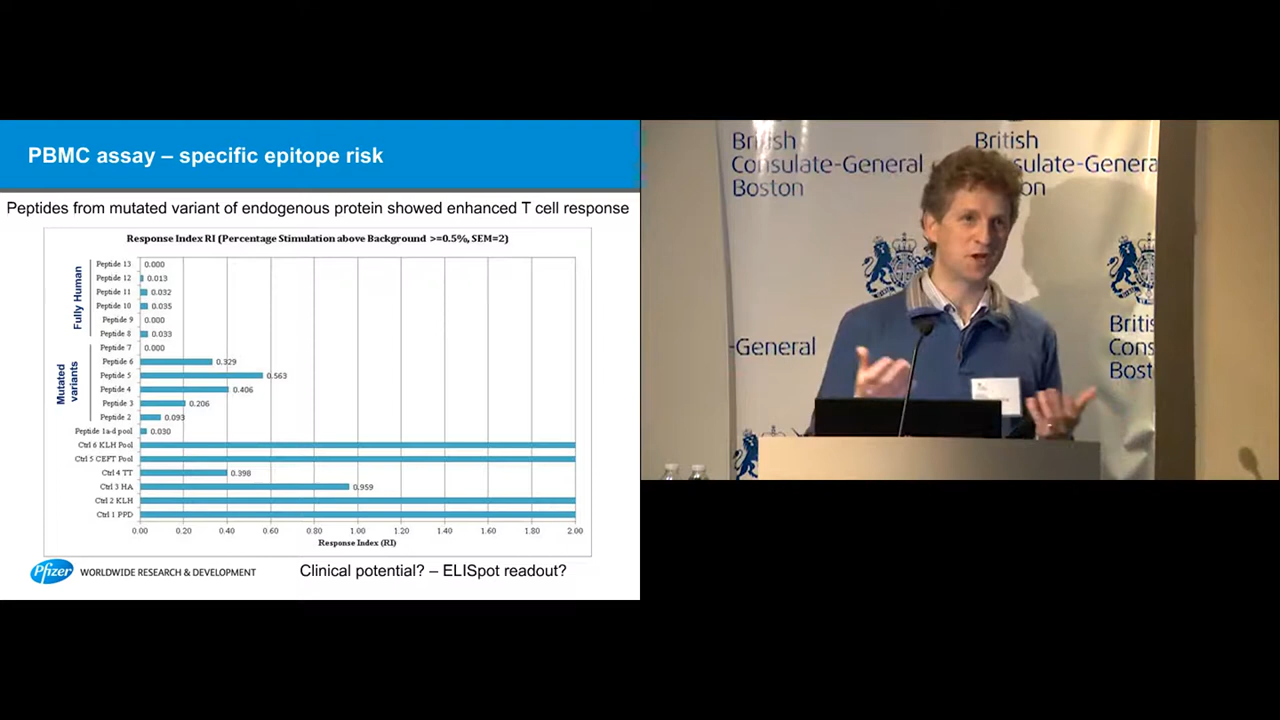 PBMC assay – specific epitope risk
Peptides from mutated variant of endogenous protein showed enhanced T cell response
Response Index RI (Percentage Stimulation above Background >=0.5%, SEM=2)
Fully Human
Mutated
variants
Peptide 13 0.000
Peptide 12 0.013
Peptide 11 0.032
Peptide 10 0.035
Peptide 9 0.000
Peptide 8 0.033
Peptide 7 0.000
Peptide 6 0.329
Peptide 5 0.563
Peptide 4 0.406
Peptide 3 0.206
Peptide 2 0.093
Peptide 1a-d pool 0.030
Ctrl 6 KLH Pool
Ctrl 5 CEFT Pool
Ctrl 4 TT 0.398
Ctrl 3 HA 0.959
Ctrl 2 KLH
Ctrl 1 PPD
0.00 0.20 0.40 0.60 0.80 1.00 1.20 1.40 1.60 1.80 2.00
Response Index (RI)
Pfizer WORLDWIDE RESEARCH & DEVELOPMENT
Clinical potential? – ELISpot readout?
British
Consulate-General
Boston
British
sulate-General
on
-General
Britis
Cons
Bost